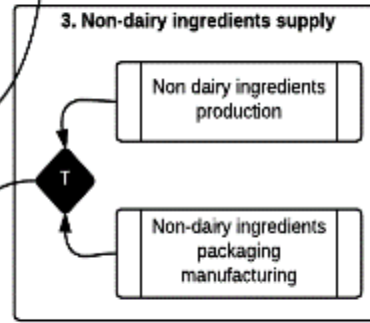 3. Non-dairy ingredients supply
Non dairy ingredients
production
T
Non-dairy ingredients
packaging
manufacturing